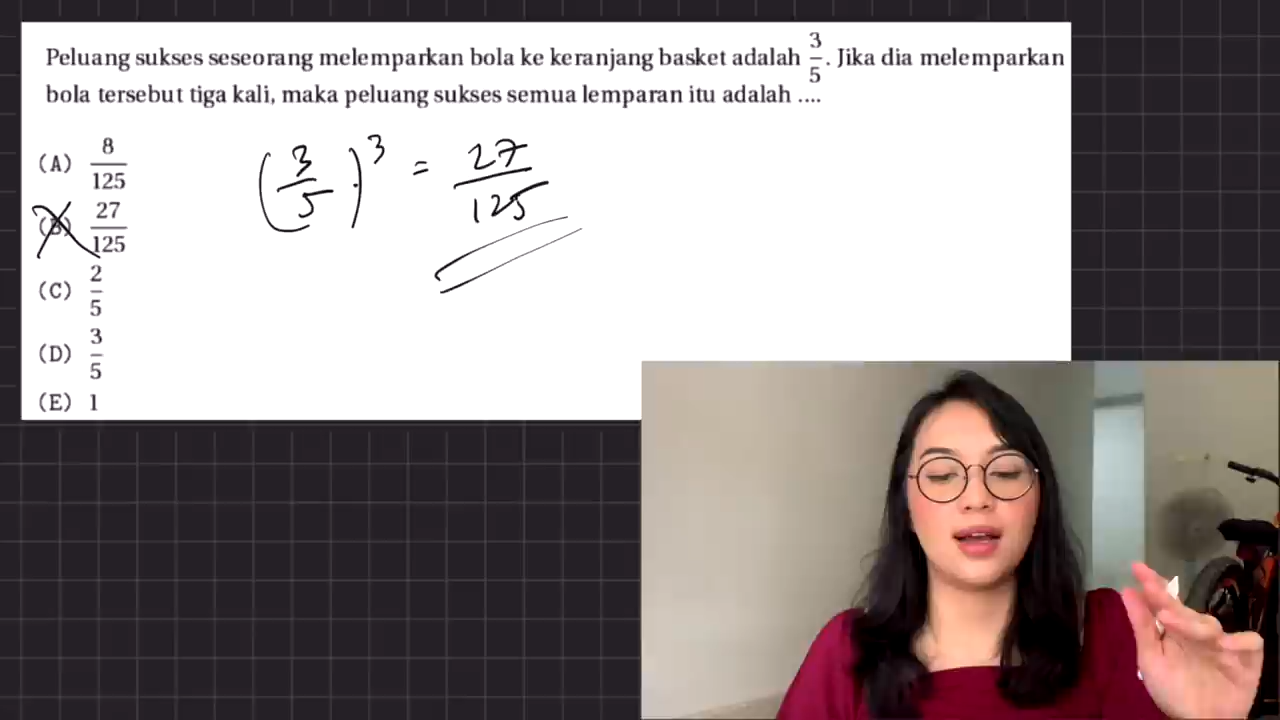 Peluang sukses seseorang melemparkan bola ke keranjang basket adalah 3/5. Jika dia melemparkan
bola tersebut tiga kali, maka peluang sukses semua lemparan itu adalah ....
(A) 8/125
(B) 27/125
(C) 2/5
(D) 3/5
(E) 1
(3/5)³ = 27/125